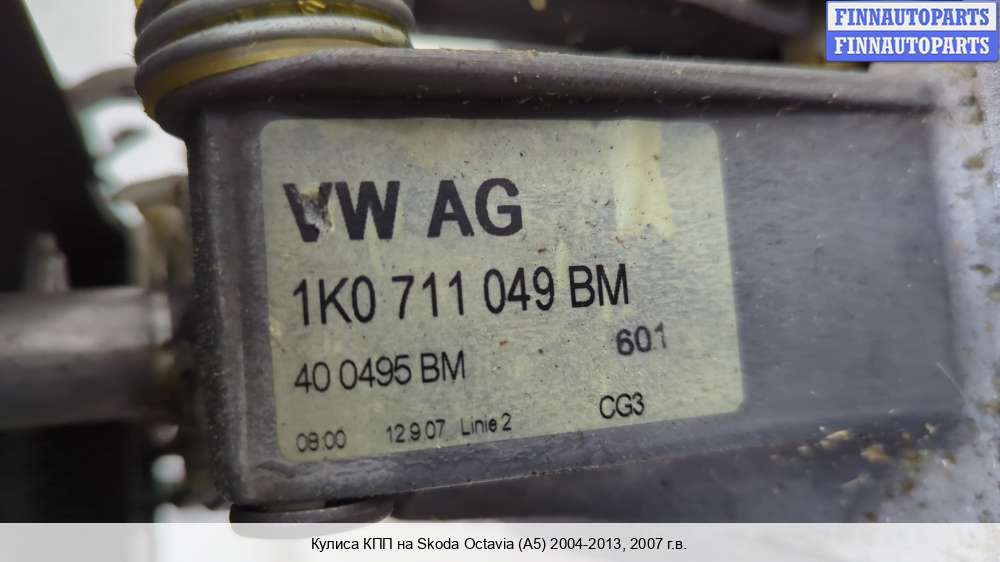 FINNAUTOPARTS
FINNAUTOPARTS
VW AG
1K0 711 049 BM
40 0495 BM 601
08:00 12.9.07 Linie 2 CG3
Кулиса КПП на Skoda Octavia (A5) 2004-2013, 2007 г.в.